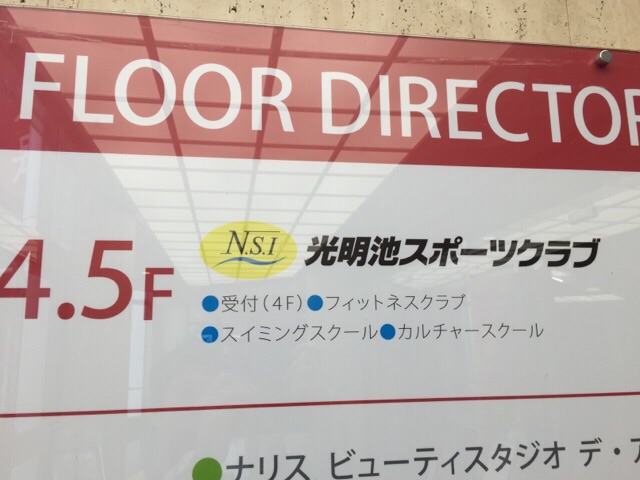 FLOOR DIRECTOR
4.5F
N.S.I 光明池スポーツクラブ
●受付(4F)●フィットネスクラブ
●スイミングスクール●カルチャースクール
●ナリス ビューティスタジオ デ・ア